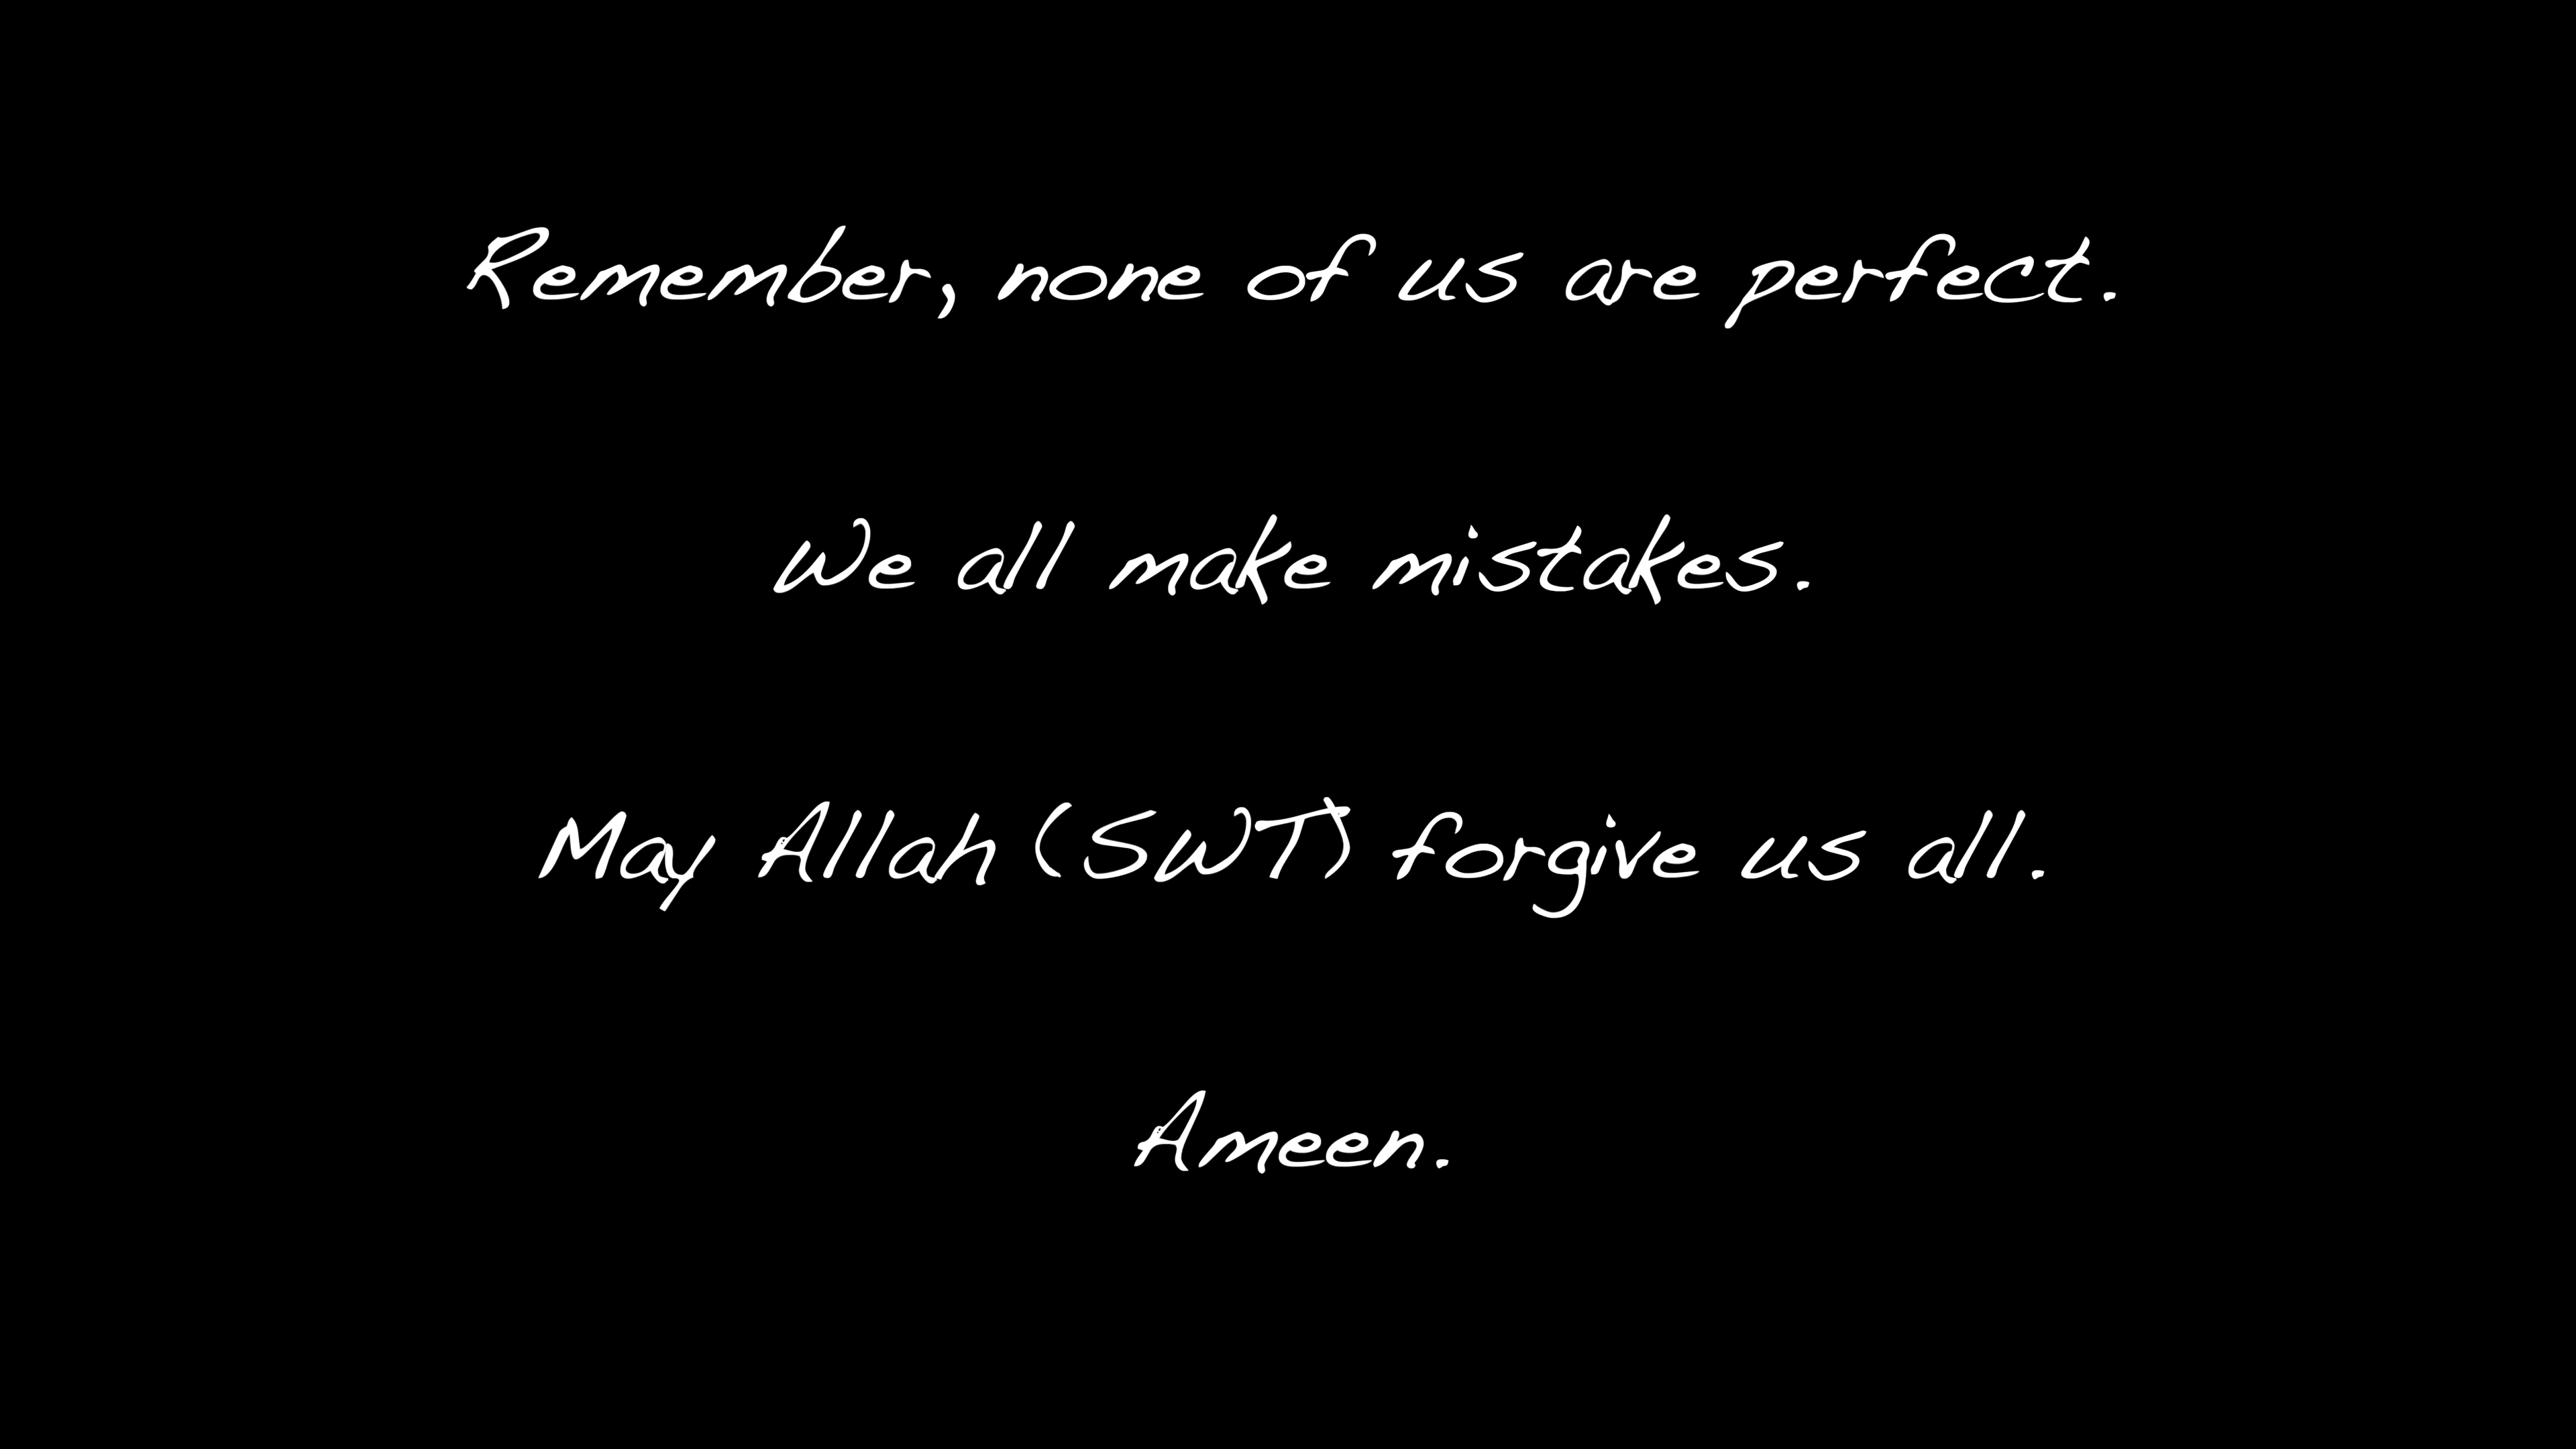 Remember, none of us are perfect.
We all make mistakes.
May Allah (SWT) forgive us all.
Ameen.